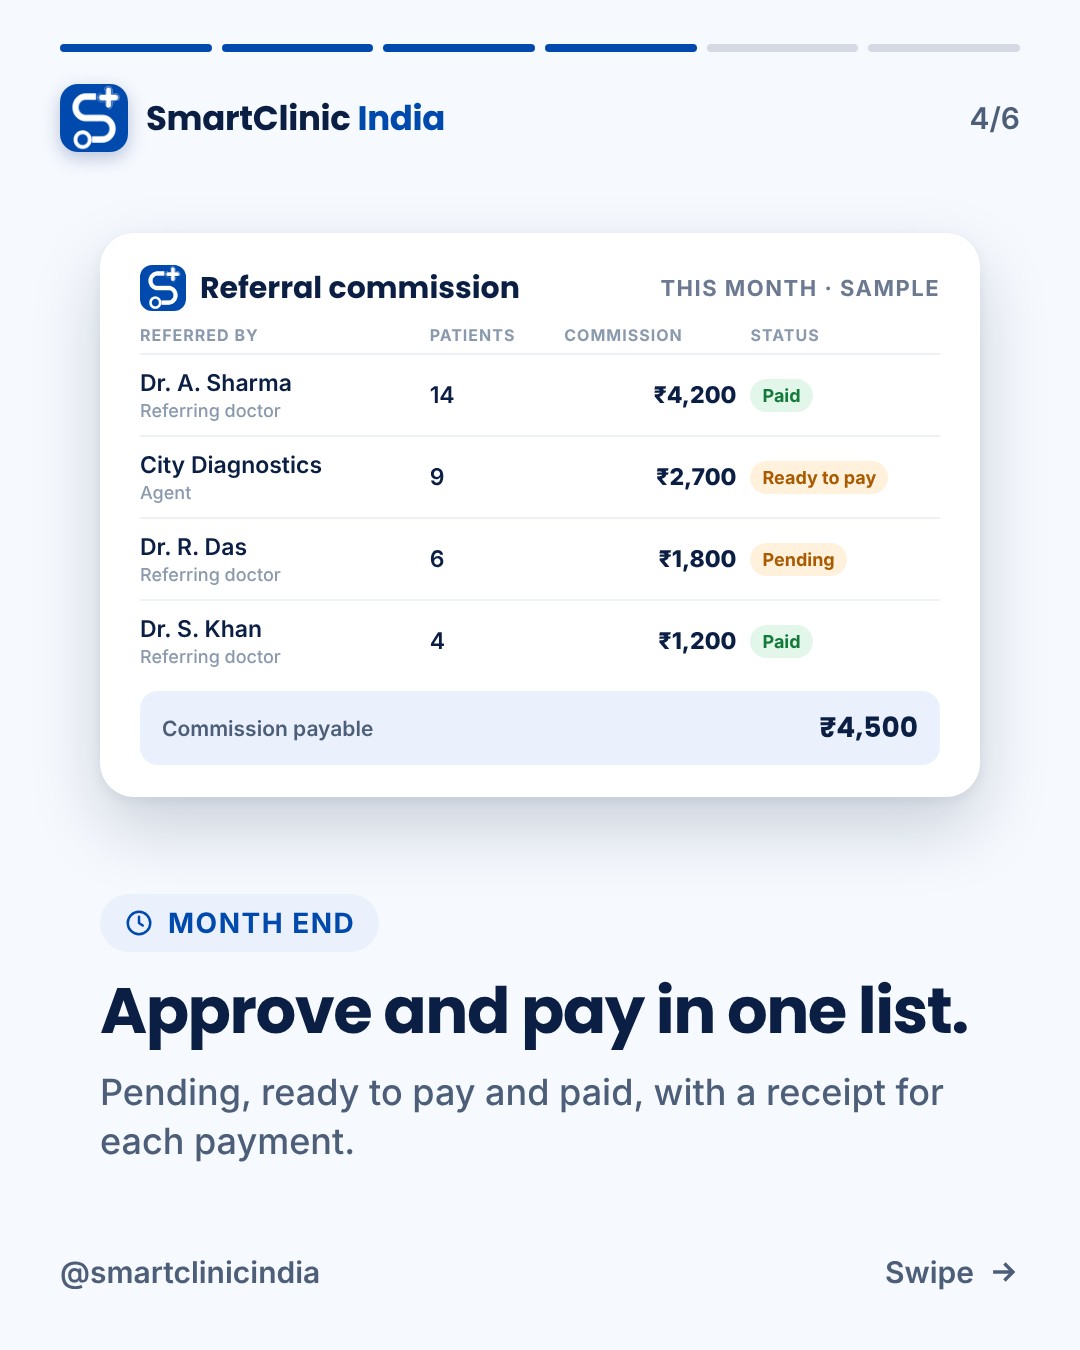 SmartClinic India
4/6
Referral commission
THIS MONTH · SAMPLE
REFERRED BY PATIENTS COMMISSION STATUS
Dr. A. Sharma 14 ₹4,200 Paid
Referring doctor
City Diagnostics 9 ₹2,700 Ready to pay
Agent
Dr. R. Das 6 ₹1,800 Pending
Referring doctor
Dr. S. Khan 4 ₹1,200 Paid
Referring doctor
Commission payable ₹4,500
MONTH END
Approve and pay in one list.
Pending, ready to pay and paid, with a receipt for
each payment.
@smartclinicindia
Swipe →